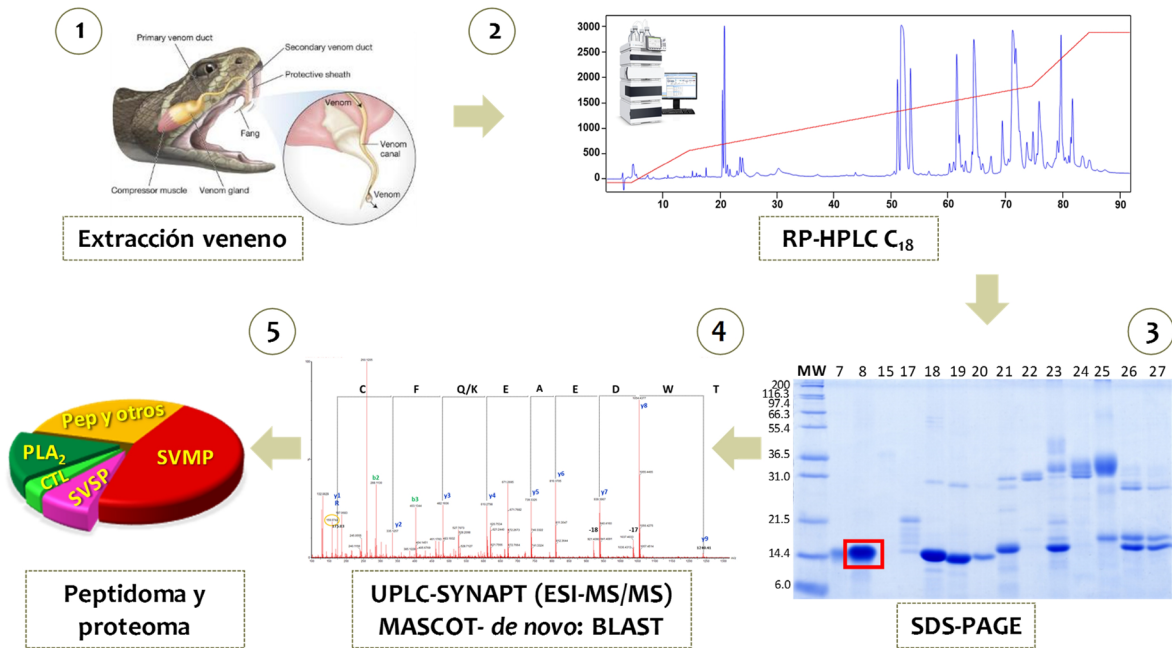 1
Primary venom duct
Secondary venom duct
Protective sheath
Fang
Compressor muscle
Venom gland
Venom
Venom canal
Venom
Extracción veneno
2
3000
2500
2000
1500
1000
500
0
10 20 30 40 50 60 70 80 90
RP-HPLC C18
3
MW 7 8 15 17 18 19 20 21 22 23 24 25 26 27
200
116.3
97.4
66.3
55.4
36.5
31.0
21.5
14.4
6.0
SDS-PAGE
4
C F Q/K E A E D W T
y8
b2
b3
y1
R
y2
y3
y4
y5
y6
y7
-18
-17
y9
UPLC-SYNAPT (ESI-MS/MS)
MASCOT- de novo: BLAST
5
Pep y otros
PLA2
CTL
SVSP
SVMP
Peptidoma y
proteoma